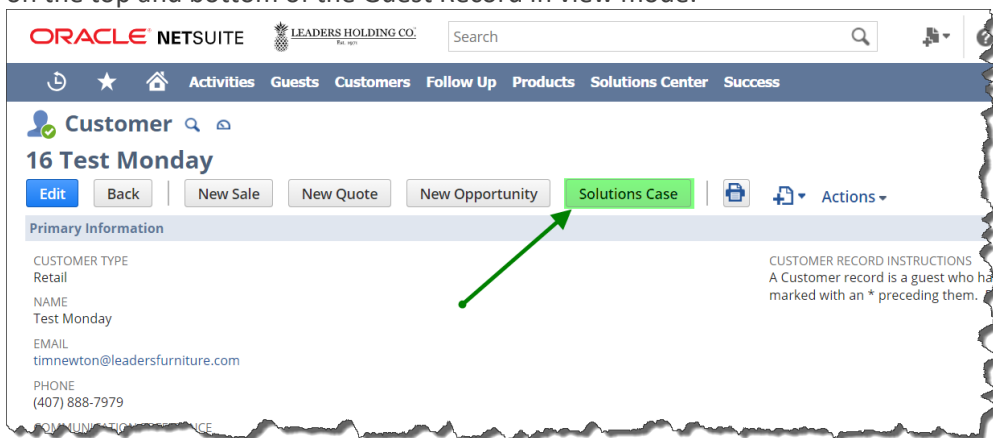 on the top and bottom of the Guest Record in view mode.
ORACLE NETSUITE LEADERS HOLDING CO. Search
Activities Guests Customers Follow Up Products Solutions Center Success
Customer
16 Test Monday
Edit Back New Sale New Quote New Opportunity Solutions Case Actions
Primary Information
CUSTOMER TYPE
Retail
NAME
Test Monday
EMAIL
timnewton@leadersfurniture.com
PHONE
(407) 888-7979
CUSTOMER RECORD INSTRUCTIONS
A Customer record is a guest who ha
marked with an * preceding them.